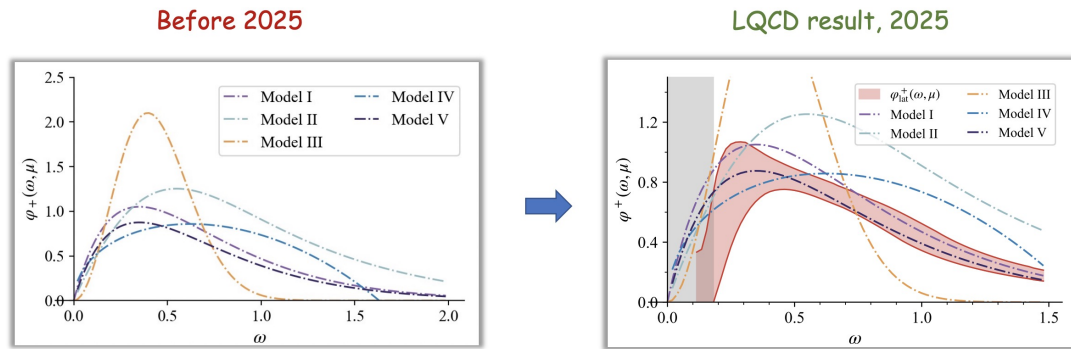 Before 2025
LQCD result, 2025
2.5
2.0
1.5
1.0
0.5
0.0
φ₊(ω,μ)
Model I
Model II
Model III
Model IV
Model V
0.0
0.5
1.0
1.5
2.0
ω
1.2
0.8
0.4
0.0
φ⁺(ω,μ)
φ⁺lat(ω,μ)
Model I
Model II
Model III
Model IV
Model V
0.0
0.5
1.0
1.5
ω